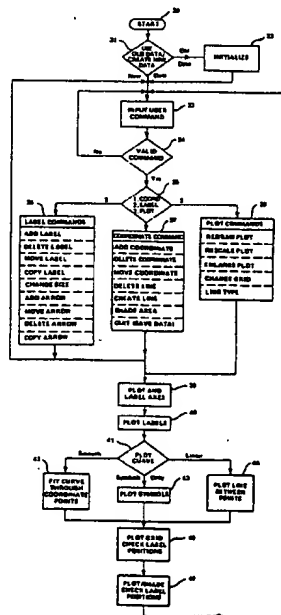 START
USE
OLD DATA/
CREATE NEW
DATA
INITIALIZE
INPUT USER
COMMAND
No
VALID
COMMAND
Yes
1. COORD
2. LABEL
3. PLOT
LABEL COMMANDS
ADD LABEL
DELETE LABEL
MOVE LABEL
COPY LABEL
CHANGE SIZE
ADD ARROW
MOVE ARROW
DELETE ARROW
COPY ARROW
COORDINATE COMMAND
ADD COORDINATE
DELETE COORDINATE
MOVE COORDINATE
DELETE LINE
CREATE LINE
SHADE AREA
QUIT (SAVE DATA)
PLOT COMMANDS
REDRAW PLOT
RESCALE PLOT
ENLARGE PLOT
CHANGE GRID
LINE TYPE
PLOT AND
LABEL AXES
PLOT LABELS
PLOT
CURVE
Smooth
Linear
Symbols Only
FIT CURVE
THROUGH
COORDINATE
POINTS
PLOT SYMBOLS
PLOT LINE
BETWEEN
POINTS
PLOT GRID
CHECK LABEL
POSITIONS
PLOT/SHADE
CHECK LABEL
POSITIONS